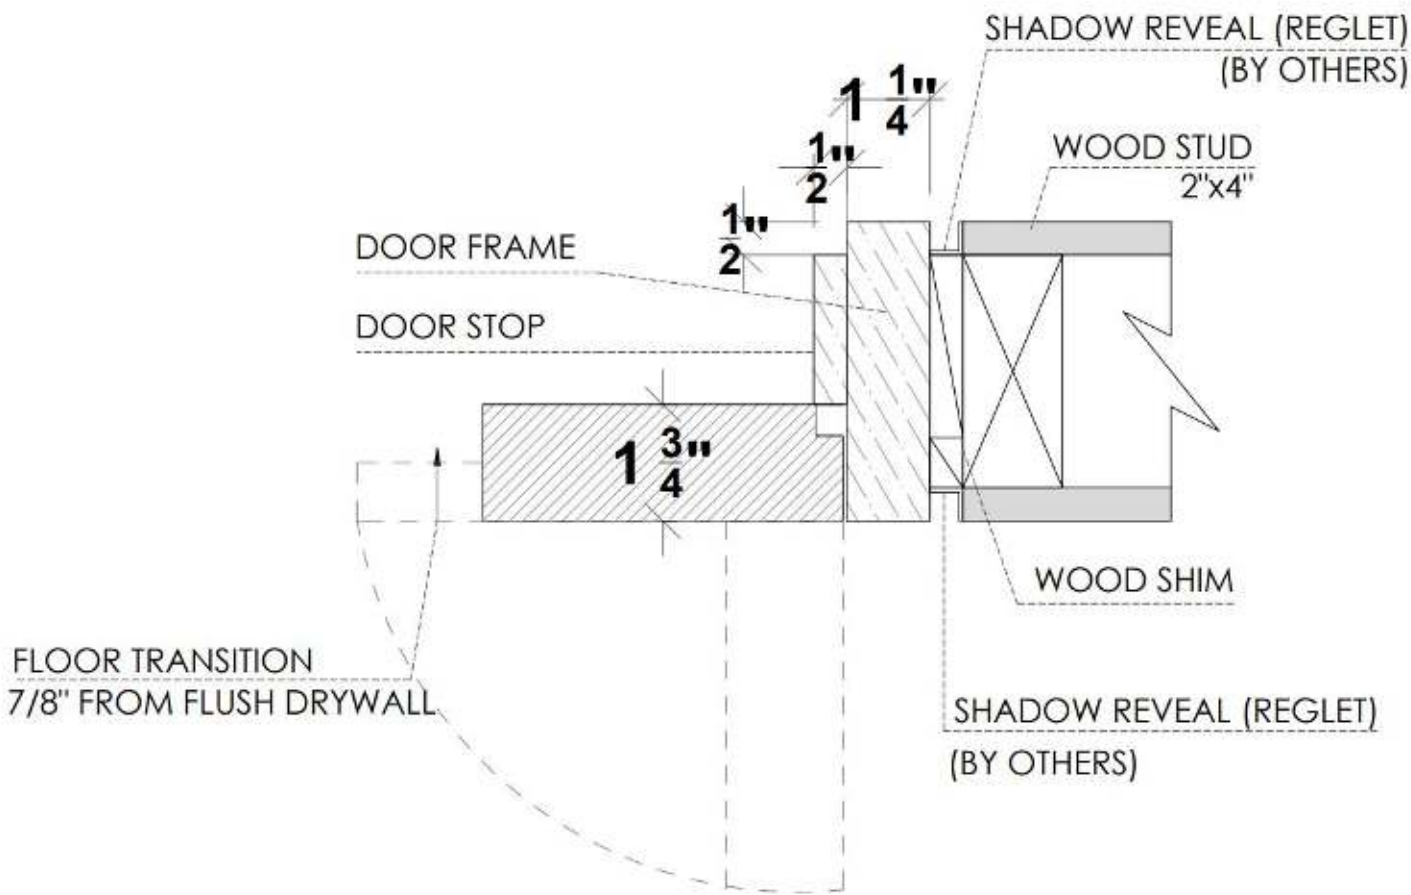 SHADOW REVEAL (REGLET)
(BY OTHERS)
1 1/4"
1/2"
WOOD STUD
2"x4"
1/2"
DOOR FRAME
DOOR STOP
1 3/4"
WOOD SHIM
FLOOR TRANSITION
7/8" FROM FLUSH DRYWALL
SHADOW REVEAL (REGLET)
(BY OTHERS)